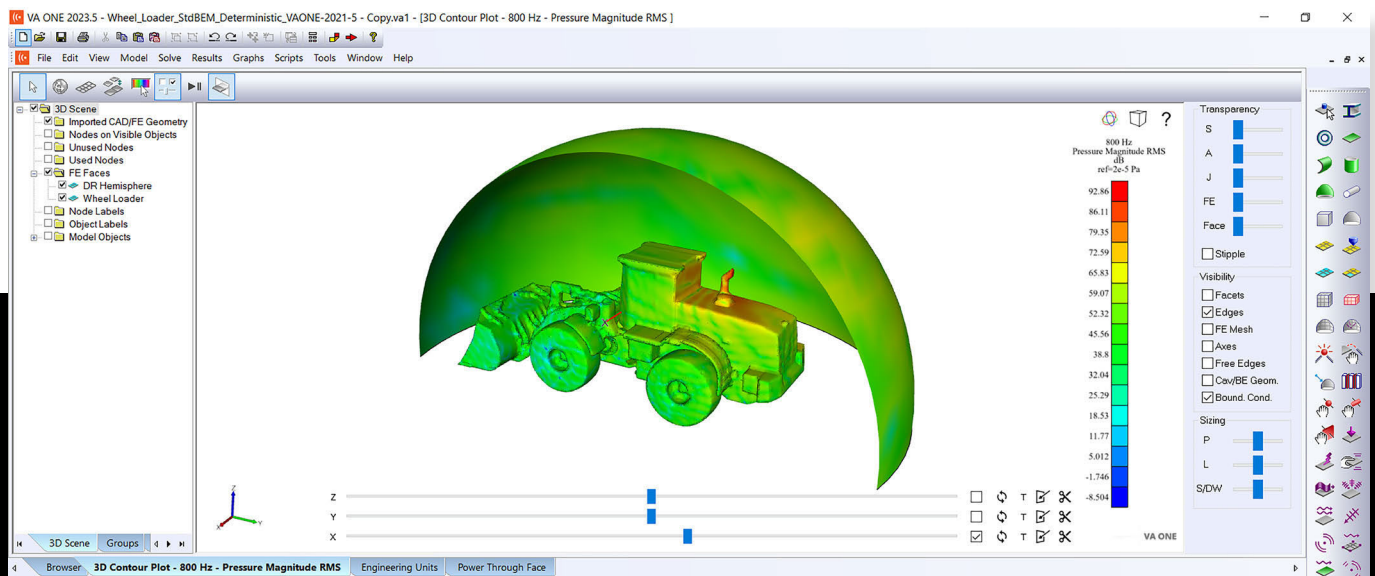 VA ONE 2023.5 - Wheel_Loader_StdBEM_Deterministic_VAONE-2021-5 - Copy.va1 - [3D Contour Plot - 800 Hz - Pressure Magnitude RMS ]
File Edit View Model Solve Results Graphs Scripts Tools Window Help
3D Scene
Imported CAD/FE Geometry
Nodes on Visible Objects
Unused Nodes
Used Nodes
FE Faces
DR Hemisphere
Wheel Loader
Node Labels
Object Labels
Model Objects
800 Hz
Pressure Magnitude RMS
dB
ref=2e-5 Pa
92.86
86.11
79.35
72.59
65.83
59.07
52.32
45.56
38.8
32.04
25.29
18.53
11.77
5.012
-1.746
-8.504
Transparency
S
A
J
FE
Face
Stipple
Visibility
Facets
Edges
FE Mesh
Axes
Free Edges
Cav/BE Geom.
Bound. Cond.
Sizing
P
L
S/DW
Z
Y
X
Z T
Y T
X T
VA ONE
3D Scene Groups
Browser 3D Contour Plot - 800 Hz - Pressure Magnitude RMS Engineering Units Power Through Face